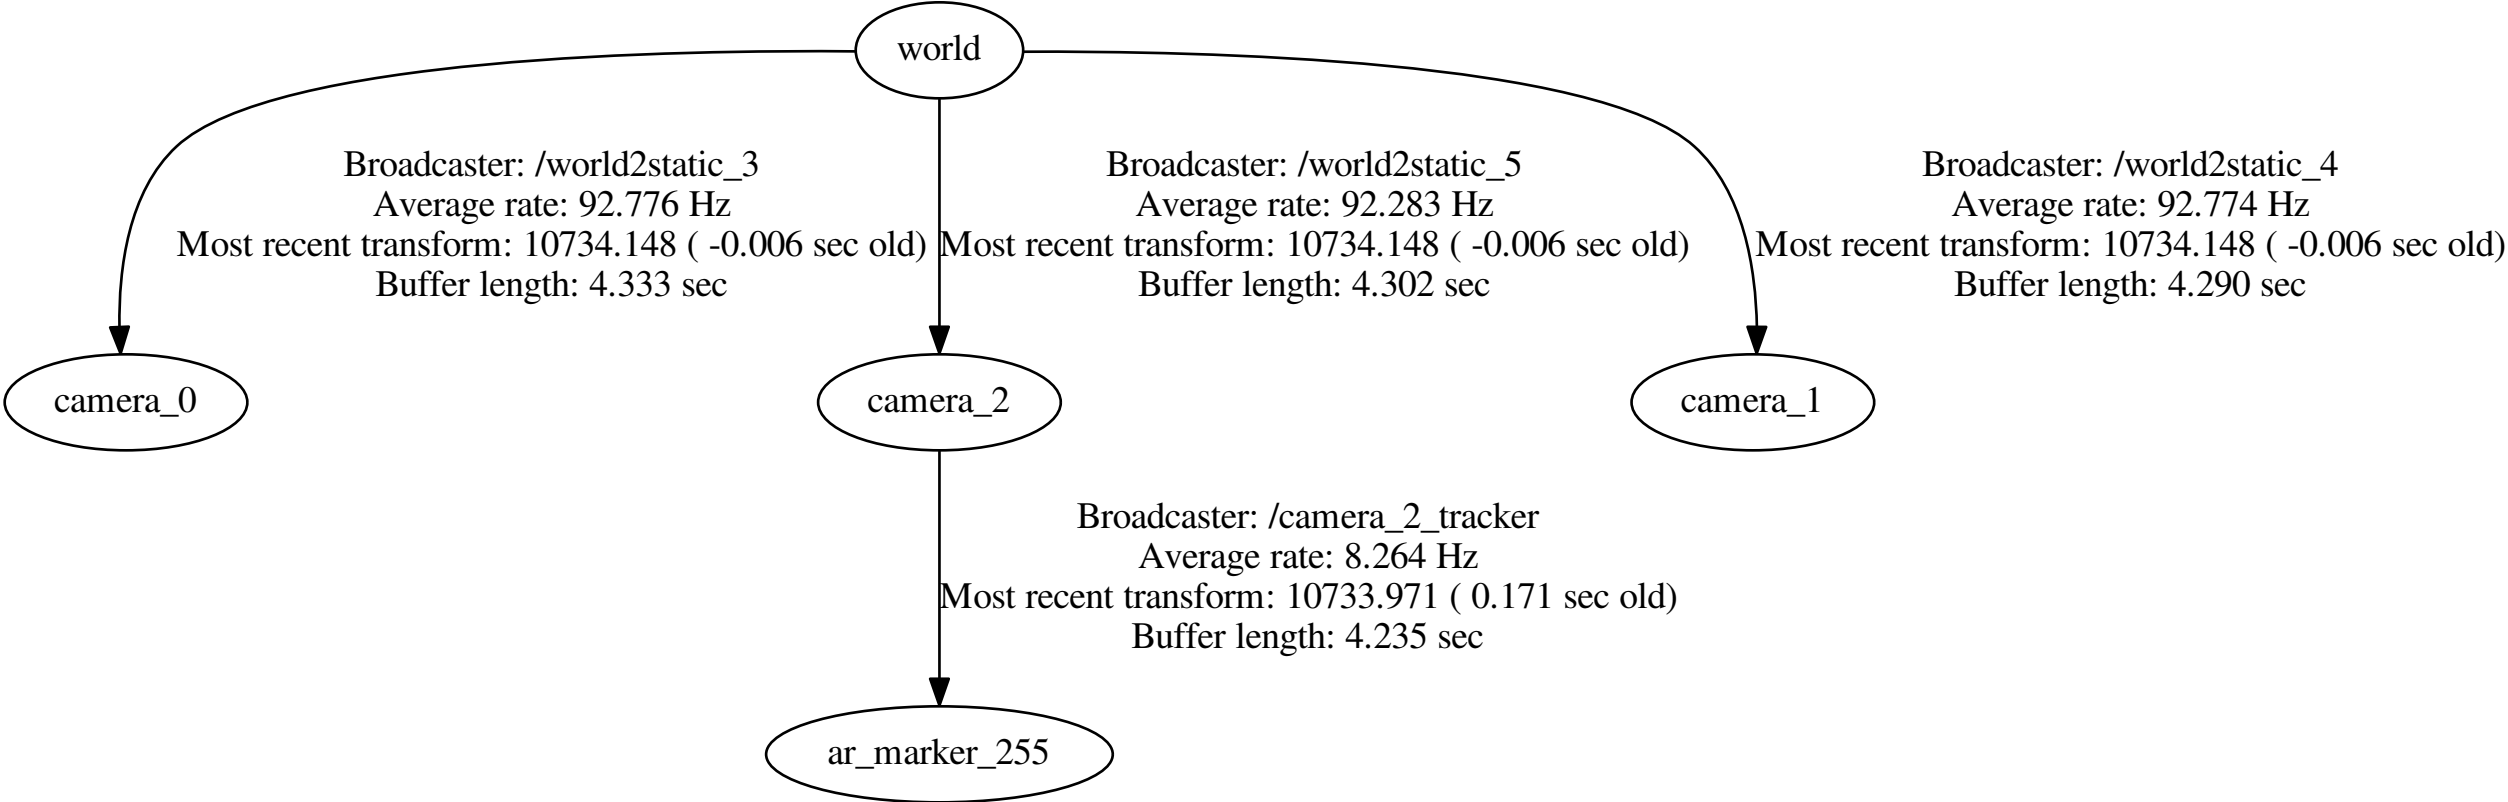 world
Broadcaster: /world2static_3
Average rate: 92.776 Hz
Most recent transform: 10734.148 ( -0.006 sec old)
Buffer length: 4.333 sec
Broadcaster: /world2static_5
Average rate: 92.283 Hz
Most recent transform: 10734.148 ( -0.006 sec old)
Buffer length: 4.302 sec
Broadcaster: /world2static_4
Average rate: 92.774 Hz
Most recent transform: 10734.148 ( -0.006 sec old)
Buffer length: 4.290 sec
camera_0
camera_2
camera_1
Broadcaster: /camera_2_tracker
Average rate: 8.264 Hz
Most recent transform: 10733.971 ( 0.171 sec old)
Buffer length: 4.235 sec
ar_marker_255